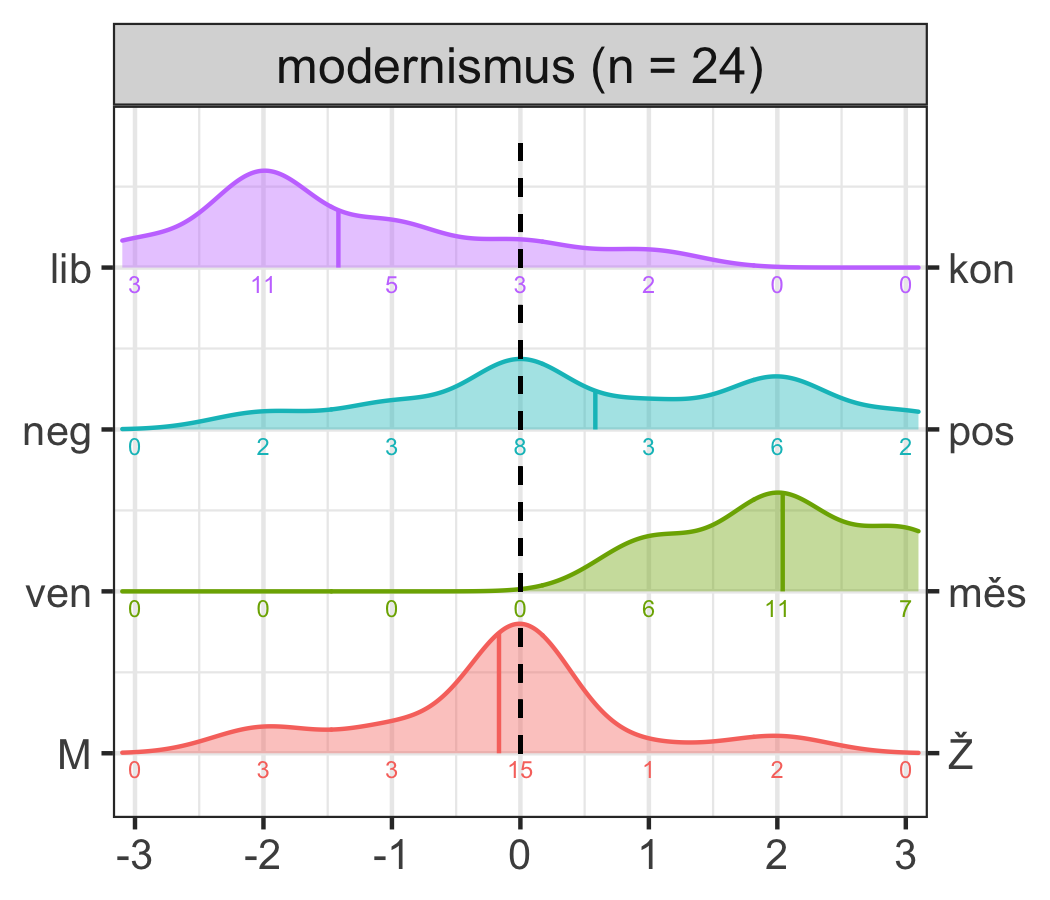 modernismus (n = 24)
lib kon
3 11 5 3 2 0 0
neg pos
0 2 3 8 3 6 2
ven měs
0 0 0 0 6 11 7
M Ž
0 3 3 15 1 2 0
-3 -2 -1 0 1 2 3